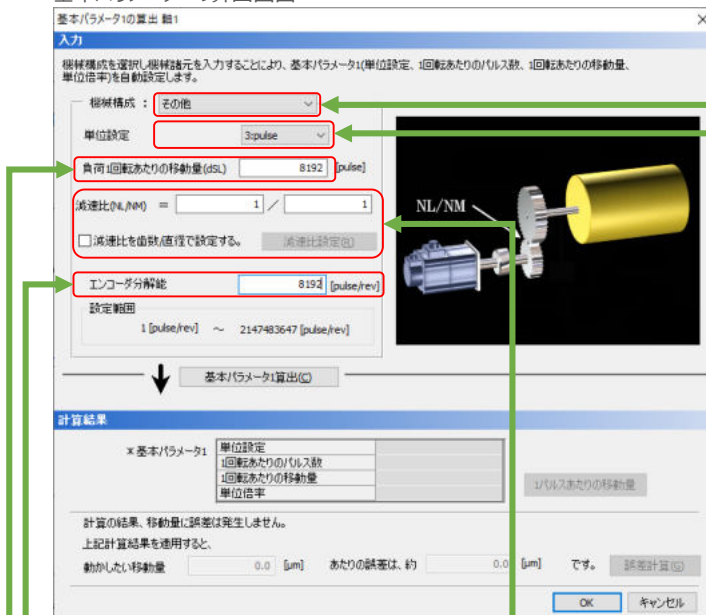 基本パラメータ1の算出 軸1
入力
機械構成を選択し機械諸元を入力することにより、基本パラメータ1(単位設定、1回転あたりのパルス数、1回転あたりの移動量、
単位倍率)を自動設定します。
機械構成 : その他
単位設定 3:pulse
負荷1回転あたりの移動量(dSL) 8192 [pulse]
減速比(NL/NM) = 1 / 1
減速比を歯数/直径で設定する。 減速比設定(R)
エンコーダ分解能 8192 [pulse/rev]
設定範囲
1 [pulse/rev] ~ 2147483647 [pulse/rev]
NL/NM
基本パラメータ1算出(C)
計算結果
×基本パラメータ1
単位設定
1回転あたりのパルス数
1回転あたりの移動量
単位倍率
1パルスあたりの移動量
計算の結果、移動量に誤差は発生しません。
上記計算結果を適用すると、
動かしたい移動量 0.0 [μm] あたりの誤差は、約 0.0 [μm] です。 誤差計算(G)
OK キャンセル